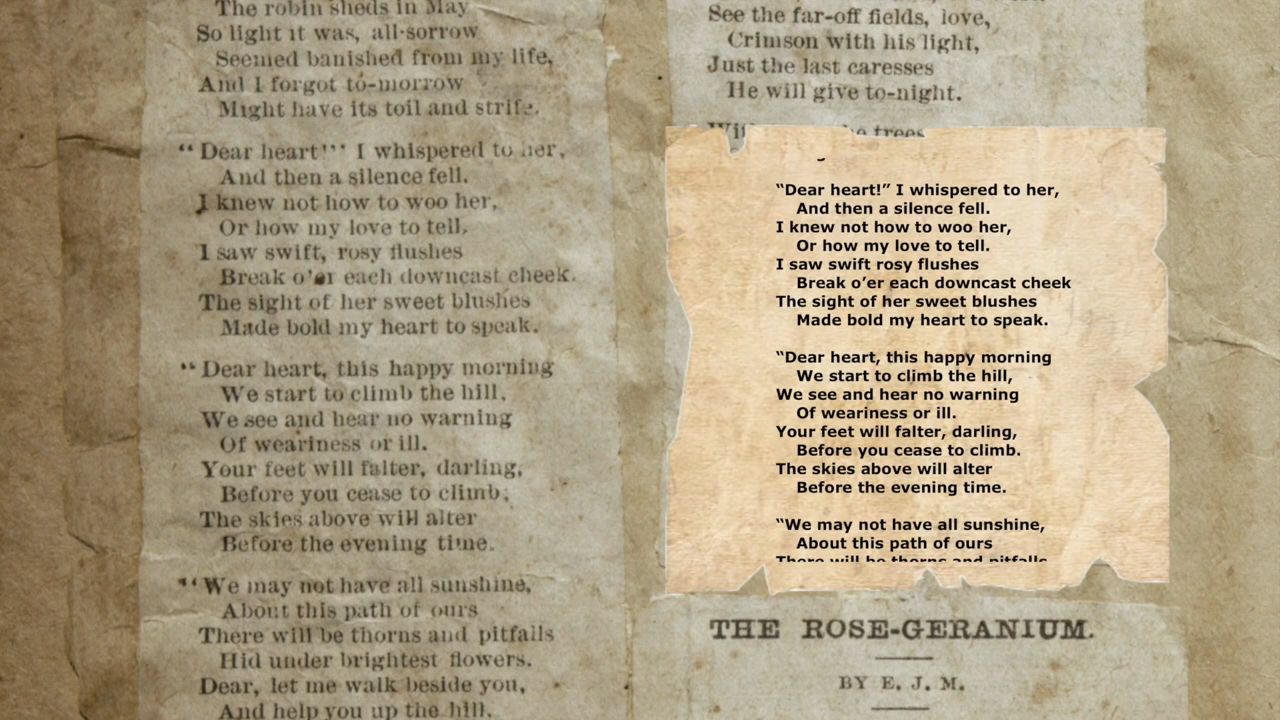 The robin sheds in May
So light it was, all-sorrow
Seemed banished from my life,
And I forgot to-morrow
Might have its toil and strife.
“Dear heart!” I whispered to her,
And then a silence fell.
I knew not how to woo her,
Or how my love to tell.
I saw swift, rosy flushes
Break o’er each downcast cheek.
The sight of her sweet blushes
Made bold my heart to speak.
“Dear heart, this happy morning
We start to climb the hill,
We see and hear no warning
Of weariness or ill.
Your feet will falter, darling,
Before you cease to climb;
The skies above will alter
Before the evening time.
“We may not have all sunshine,
About this path of ours
There will be thorns and pitfalls
Hid under brightest flowers.
Dear, let me walk beside you,
And help you up the hill.
See the far-off fields, love,
Crimson with his light,
Just the last caresses
He will give to-night.
trees
“Dear heart!” I whispered to her,
And then a silence fell.
I knew not how to woo her,
Or how my love to tell.
I saw swift rosy flushes
Break o’er each downcast cheek
The sight of her sweet blushes
Made bold my heart to speak.
“Dear heart, this happy morning
We start to climb the hill,
We see and hear no warning
Of weariness or ill.
Your feet will falter, darling,
Before you cease to climb.
The skies above will alter
Before the evening time.
“We may not have all sunshine,
About this path of ours
There will be thorns and pitfalls
THE ROSE-GERANIUM.
BY E. J. M.